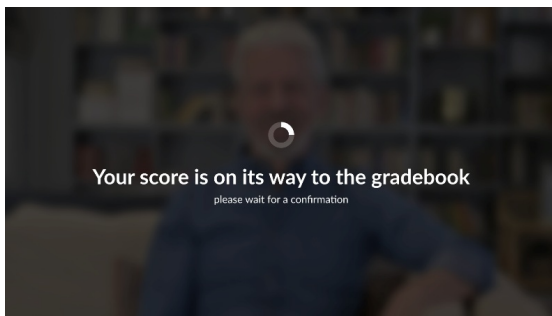 Your score is on its way to the gradebook
please wait for a confirmation